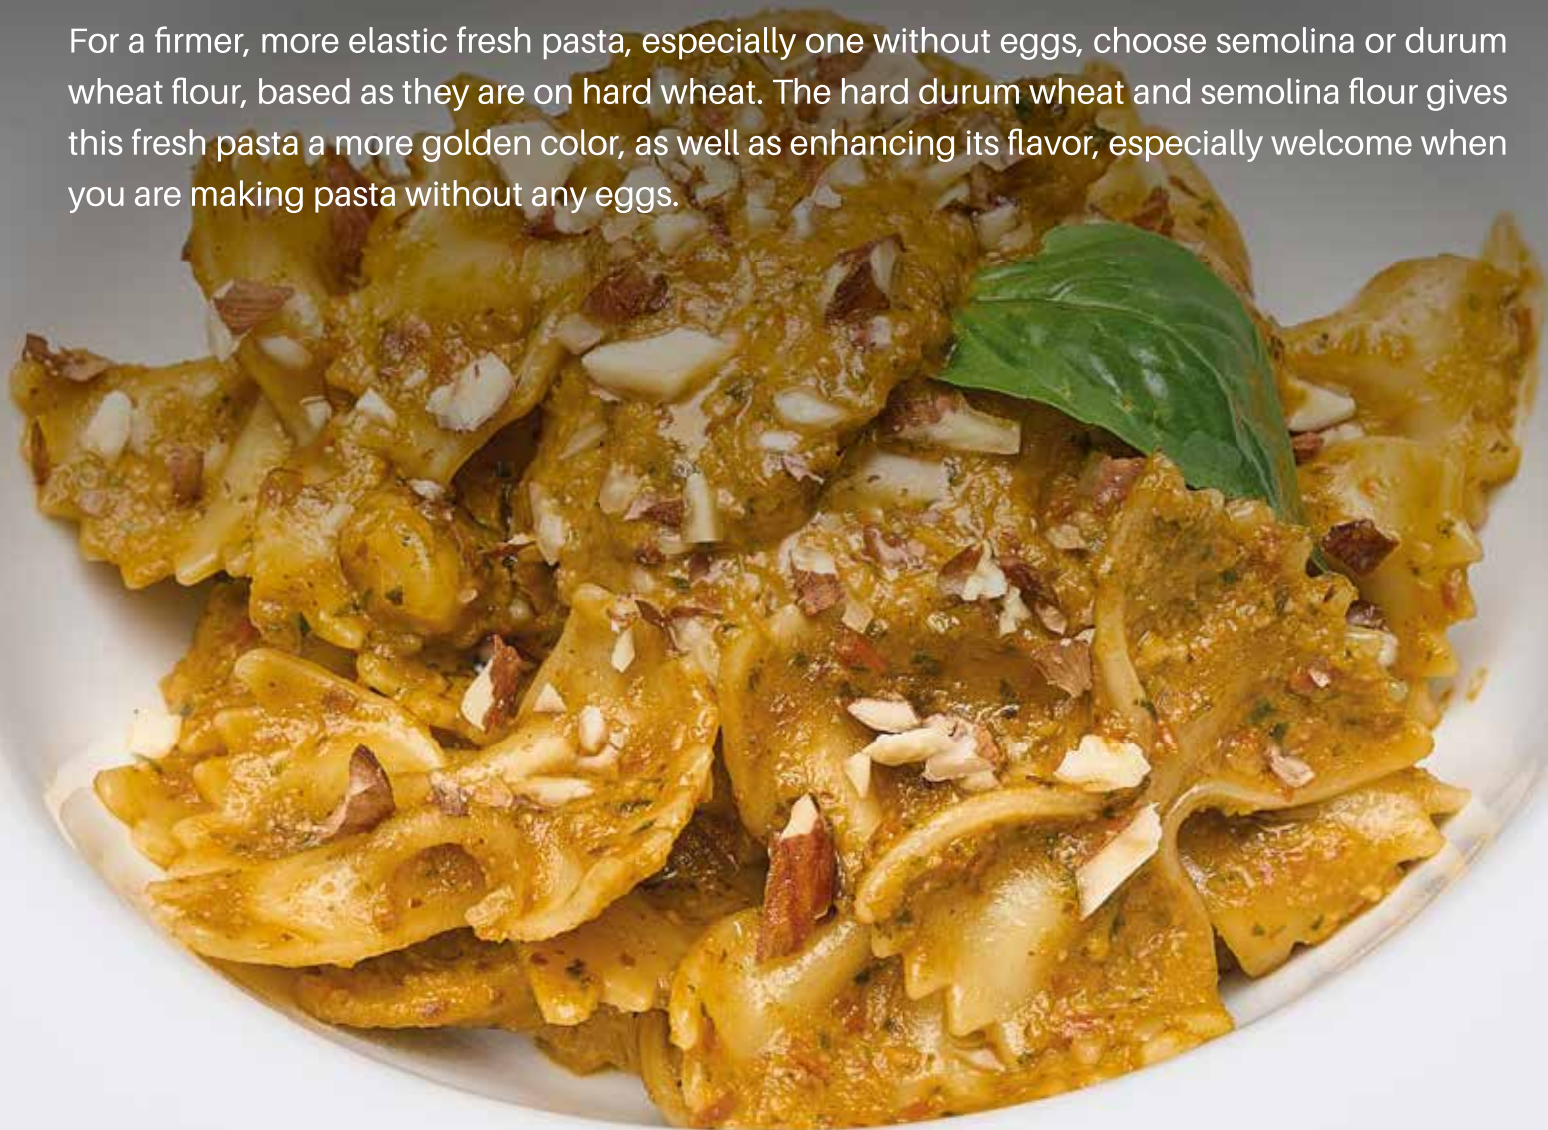 For a firmer, more elastic fresh pasta, especially one without eggs, choose semolina or durum
wheat flour, based as they are on hard wheat. The hard durum wheat and semolina flour gives
this fresh pasta a more golden color, as well as enhancing its flavor, especially welcome when
you are making pasta without any eggs.